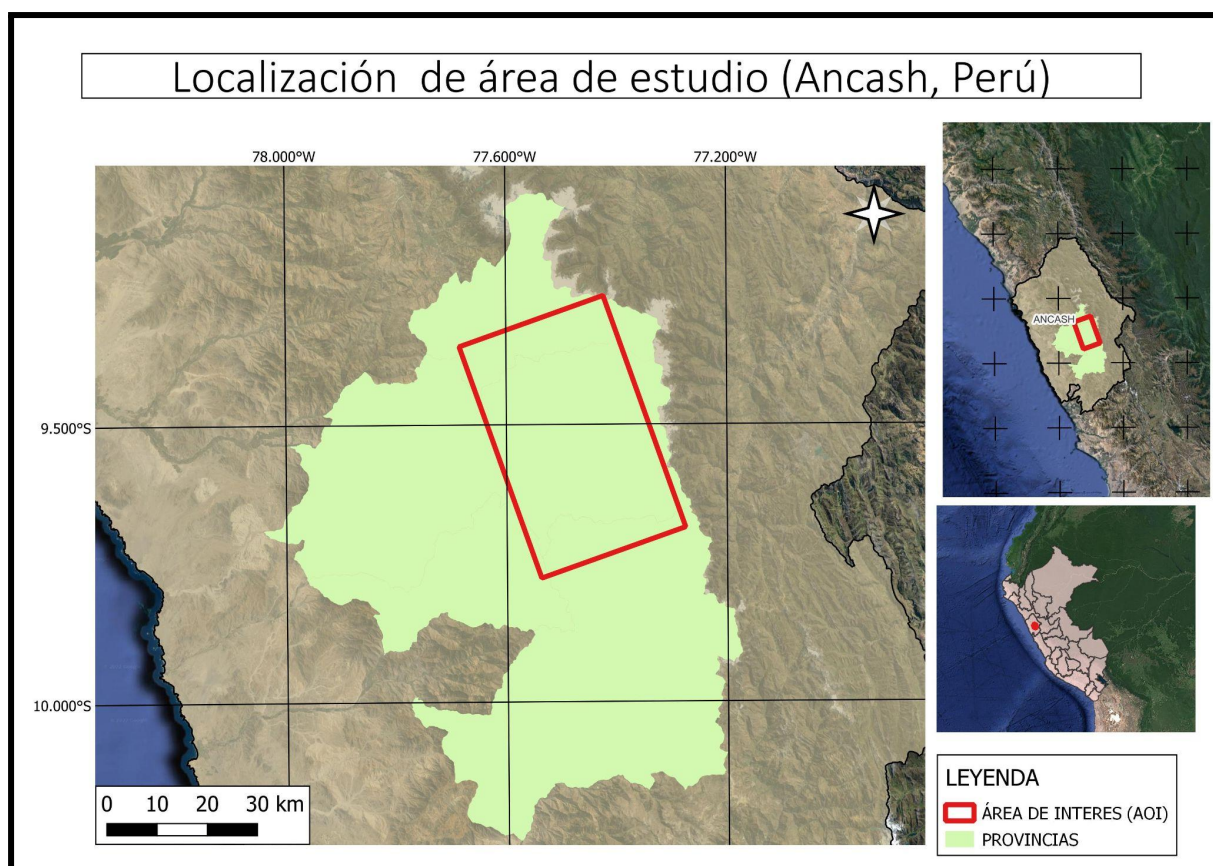 Localización de área de estudio (Ancash, Perú)
78.000°W 77.600°W 77.200°W
9.500°S
10.000°S
0 10 20 30 km
ANCASH
LEYENDA
ÁREA DE INTERES (AOI)
PROVINCIAS